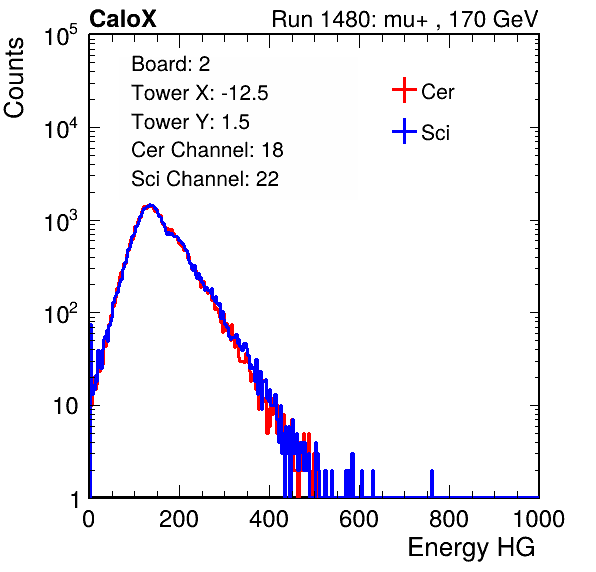 CaloX Run 1480: mu+ , 170 GeV
Counts
Board: 2
Tower X: -12.5
Tower Y: 1.5
Cer Channel: 18
Sci Channel: 22
Cer
Sci
10^5
10^4
10^3
10^2
10
1
0 200 400 600 800 1000
Energy HG